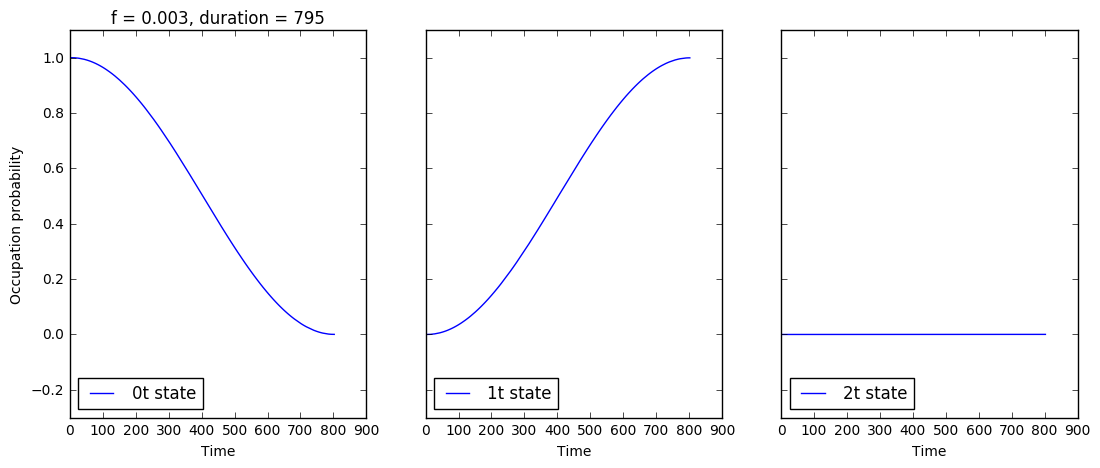 f = 0.003, duration = 795
Occupation probability
1.0
0.8
0.6
0.4
0.2
0.0
−0.2
0t state
0 100 200 300 400 500 600 700 800 900
Time
1t state
0 100 200 300 400 500 600 700 800 900
Time
2t state
0 100 200 300 400 500 600 700 800 900
Time